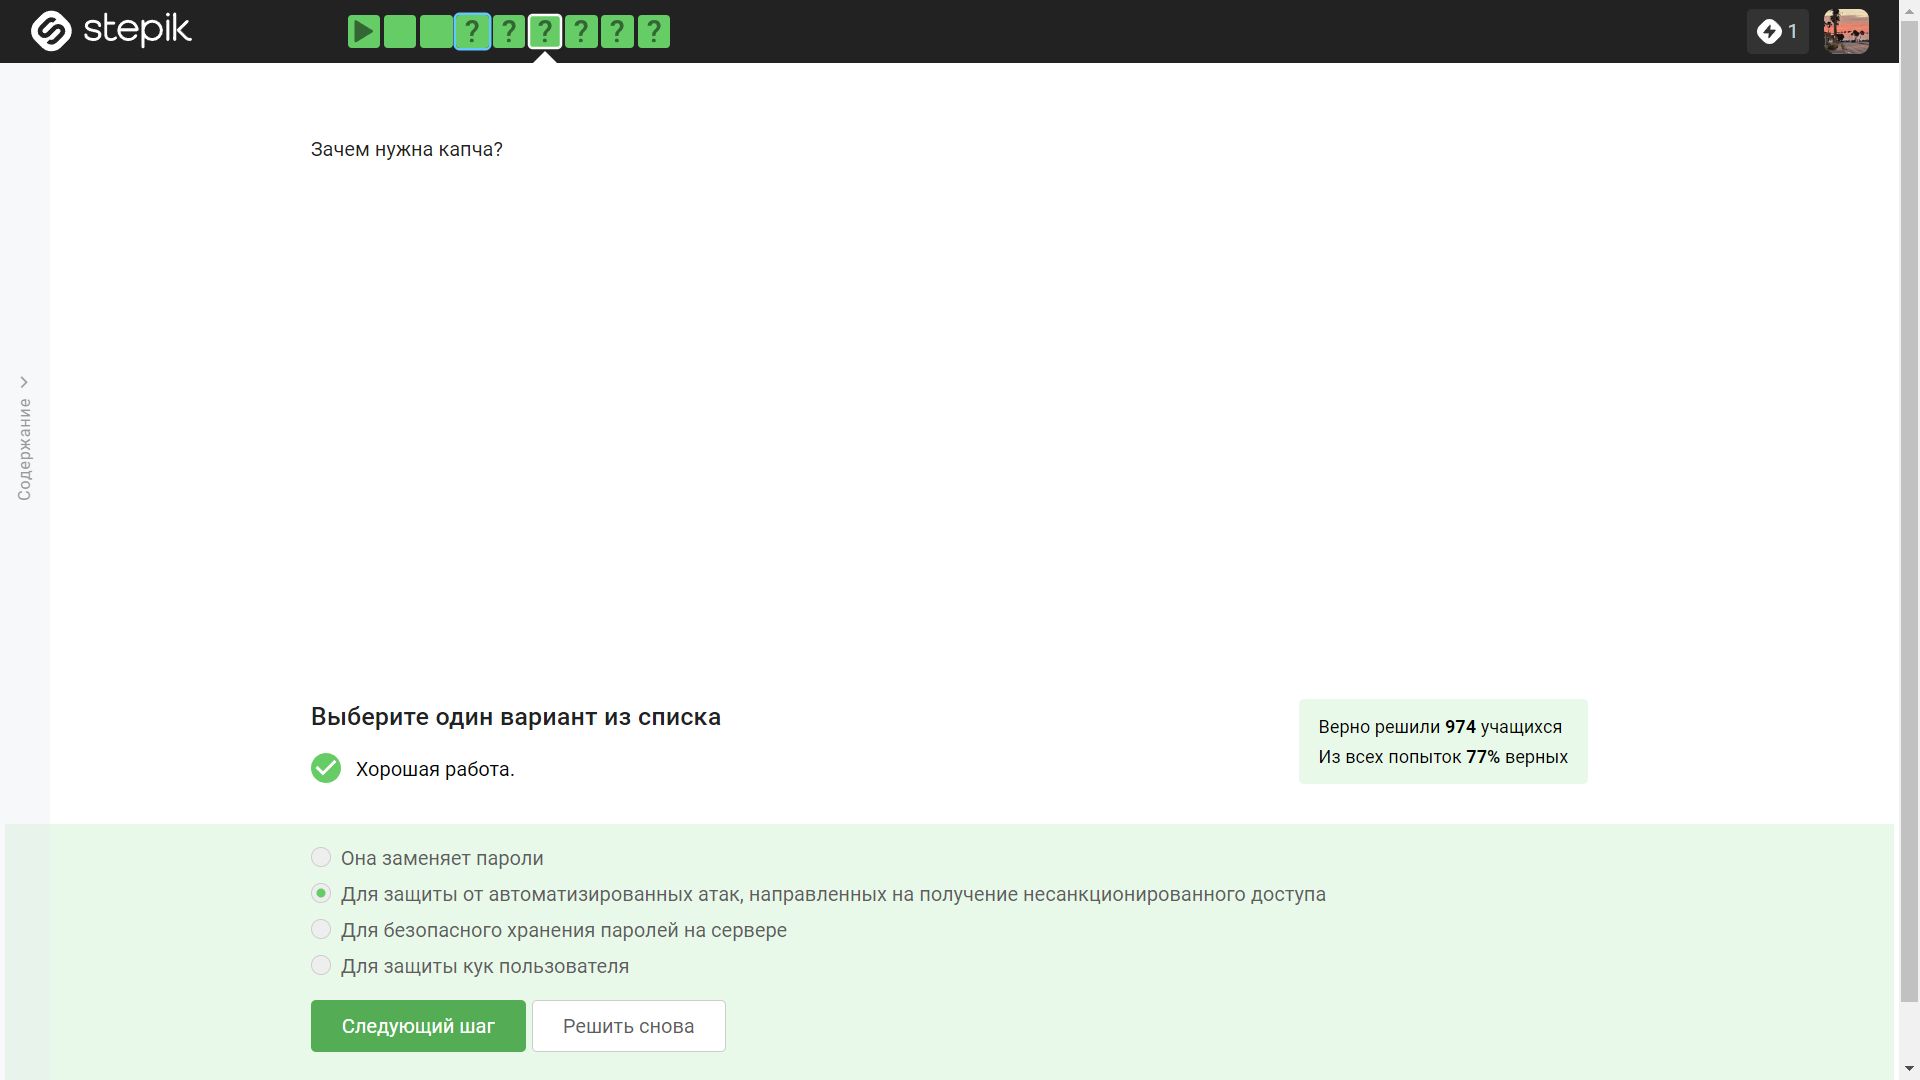 stepik
? ? ? ? ? ?
1
Зачем нужна капча?
Содержание
Выберите один вариант из списка
Хорошая работа.
Верно решили 974 учащихся
Из всех попыток 77% верных
Она заменяет пароли
Для защиты от автоматизированных атак, направленных на получение несанкционированного доступа
Для безопасного хранения паролей на сервере
Для защиты кук пользователя
Следующий шаг
Решить снова